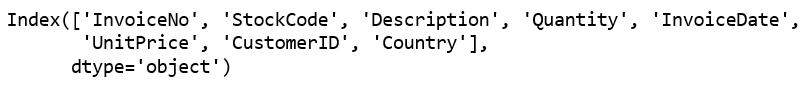 Index(['InvoiceNo', 'StockCode', 'Description', 'Quantity', 'InvoiceDate',
'UnitPrice', 'CustomerID', 'Country'],
dtype='object')